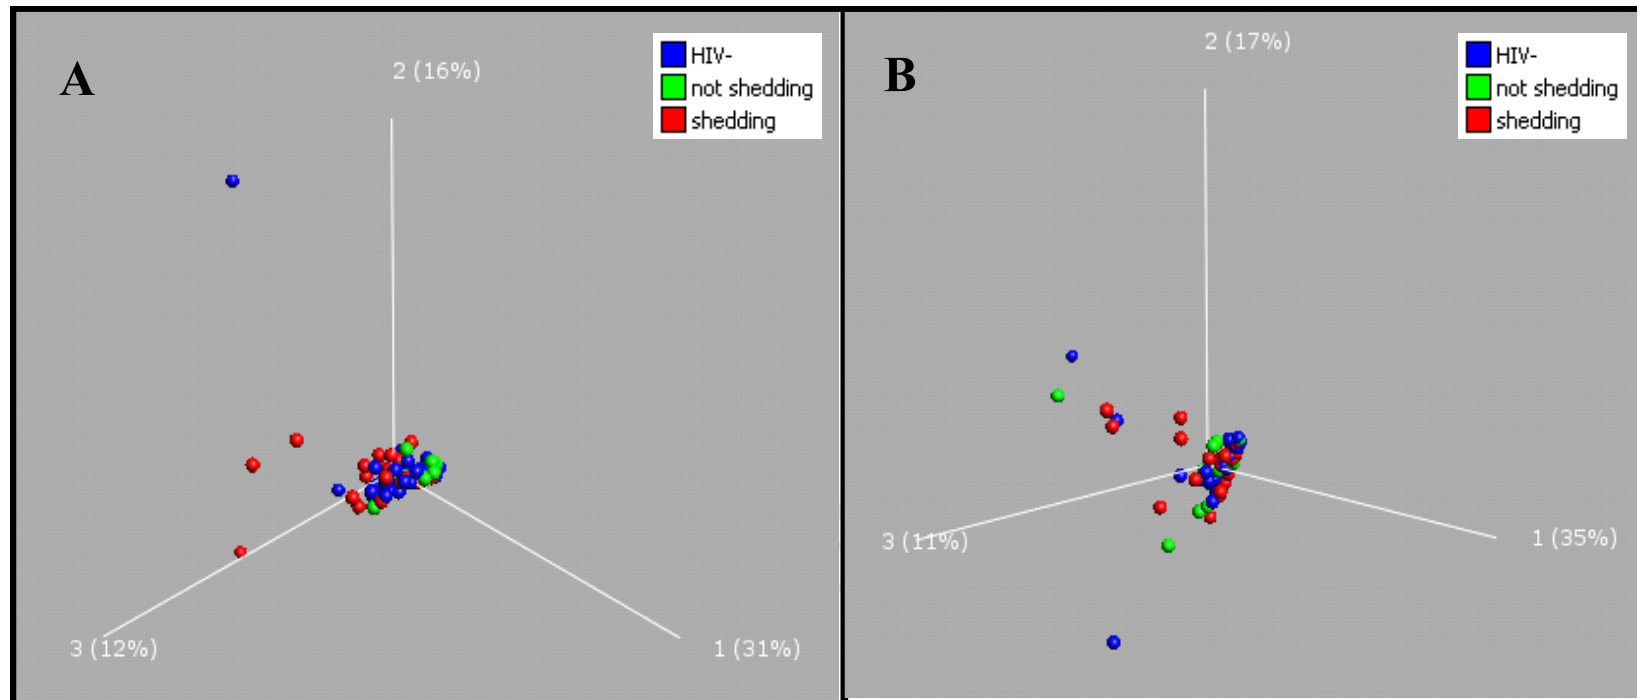 A
2 (16%)
HIV-
not shedding
shedding
3 (12%)
1 (31%)
B
2 (17%)
HIV-
not shedding
shedding
3 (11%)
1 (35%)